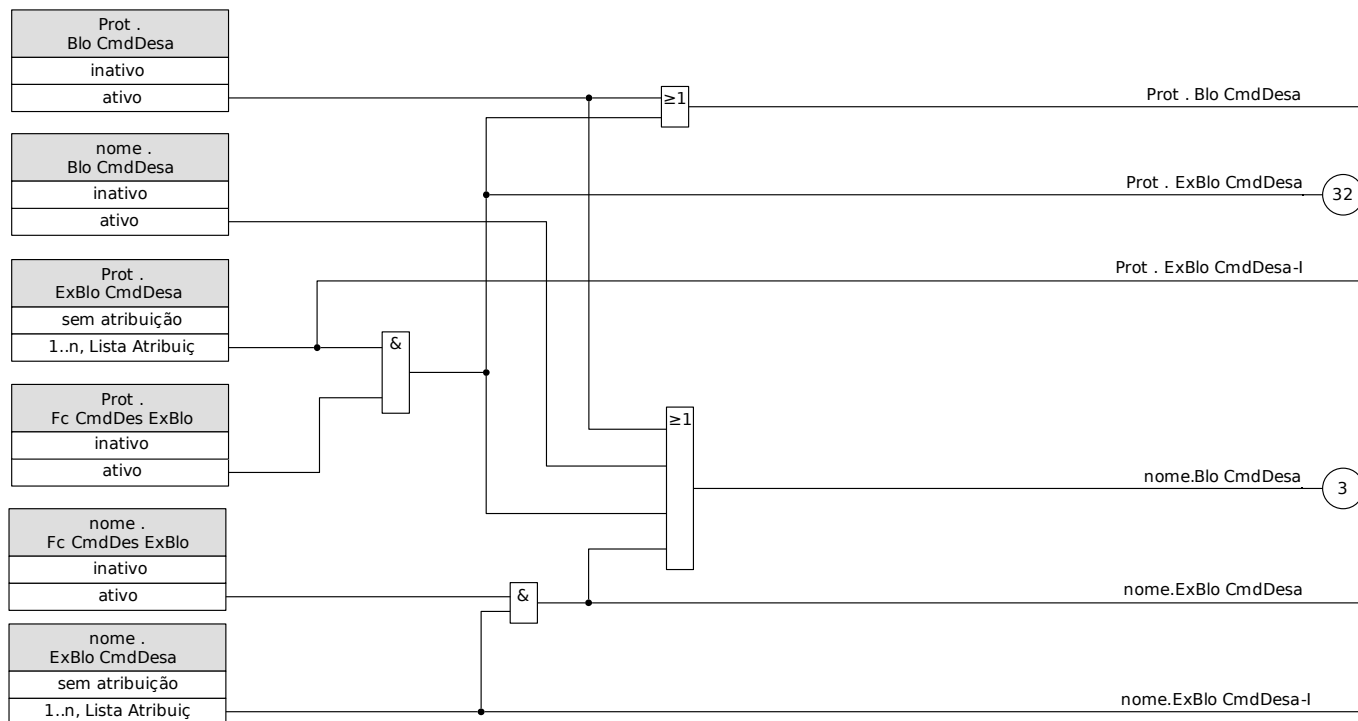 Prot .
Blo CmdDesa
inativo
ativo
nome .
Blo CmdDesa
inativo
ativo
Prot .
ExBlo CmdDesa
sem atribuição
1..n, Lista Atribuiç
Prot .
Fc CmdDes ExBlo
inativo
ativo
nome .
Fc CmdDes ExBlo
inativo
ativo
nome .
ExBlo CmdDesa
sem atribuição
1..n, Lista Atribuiç
&
&
≥1
≥1
Prot . Blo CmdDesa
Prot . ExBlo CmdDesa
32
Prot . ExBlo CmdDesa-I
nome.Blo CmdDesa
3
nome.ExBlo CmdDesa
nome.ExBlo CmdDesa-I